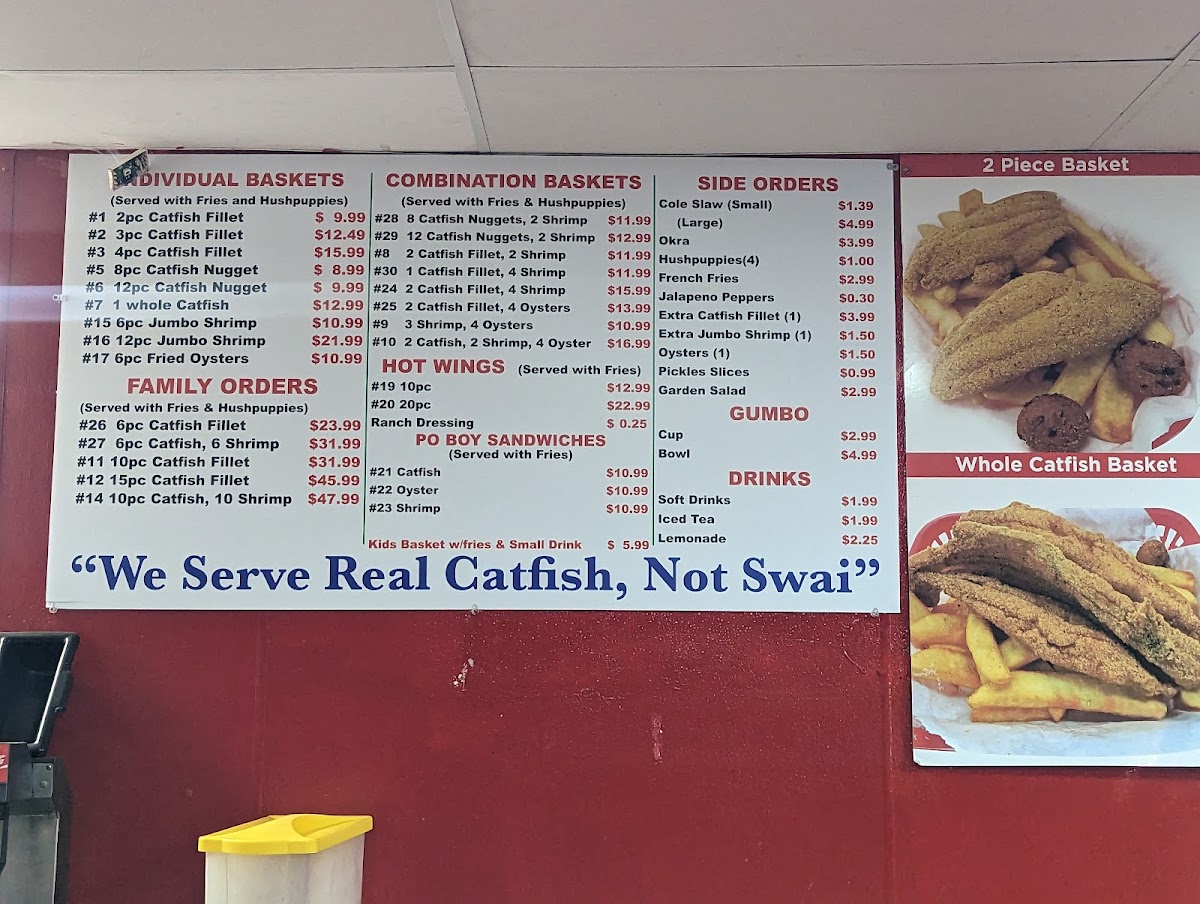 INDIVIDUAL BASKETS
(Served with Fries and Hushpuppies)
#1 2pc Catfish Fillet $ 9.99
#2 3pc Catfish Fillet $12.49
#3 4pc Catfish Fillet $15.99
#5 8pc Catfish Nugget $ 8.99
#6 12pc Catfish Nugget $ 9.99
#7 1 whole Catfish $12.99
#15 6pc Jumbo Shrimp $10.99
#16 12pc Jumbo Shrimp $21.99
#17 6pc Fried Oysters $10.99
FAMILY ORDERS
(Served with Fries & Hushpuppies)
#26 6pc Catfish Fillet $23.99
#27 6pc Catfish, 6 Shrimp $31.99
#11 10pc Catfish Fillet $31.99
#12 15pc Catfish Fillet $45.99
#14 10pc Catfish, 10 Shrimp $47.99
COMBINATION BASKETS
(Served with Fries & Hushpuppies)
#28 8 Catfish Nuggets, 2 Shrimp $11.99
#29 12 Catfish Nuggets, 2 Shrimp $12.99
#8 2 Catfish Fillet, 2 Shrimp $11.99
#30 1 Catfish Fillet, 4 Shrimp $11.99
#24 2 Catfish Fillet, 4 Shrimp $15.99
#25 2 Catfish Fillet, 4 Oysters $13.99
#9 3 Shrimp, 4 Oysters $10.99
#10 2 Catfish, 2 Shrimp, 4 Oyster $16.99
HOT WINGS (Served with Fries)
#19 10pc $12.99
#20 20pc $22.99
Ranch Dressing $ 0.25
PO BOY SANDWICHES
(Served with Fries)
#21 Catfish $10.99
#22 Oyster $10.99
#23 Shrimp $10.99
Kids Basket w/fries & Small Drink $ 5.99
SIDE ORDERS
Cole Slaw (Small) $1.39
(Large) $4.99
Okra $3.99
Hushpuppies(4) $1.00
French Fries $2.99
Jalapeno Peppers $0.30
Extra Catfish Fillet (1) $3.99
Extra Jumbo Shrimp (1) $1.50
Oysters (1) $1.50
Pickles Slices $0.99
Garden Salad $2.99
GUMBO
Cup $2.99
Bowl $4.99
DRINKS
Soft Drinks $1.99
Iced Tea $1.99
Lemonade $2.25
“We Serve Real Catfish, Not Swai”
2 Piece Basket
Whole Catfish Basket